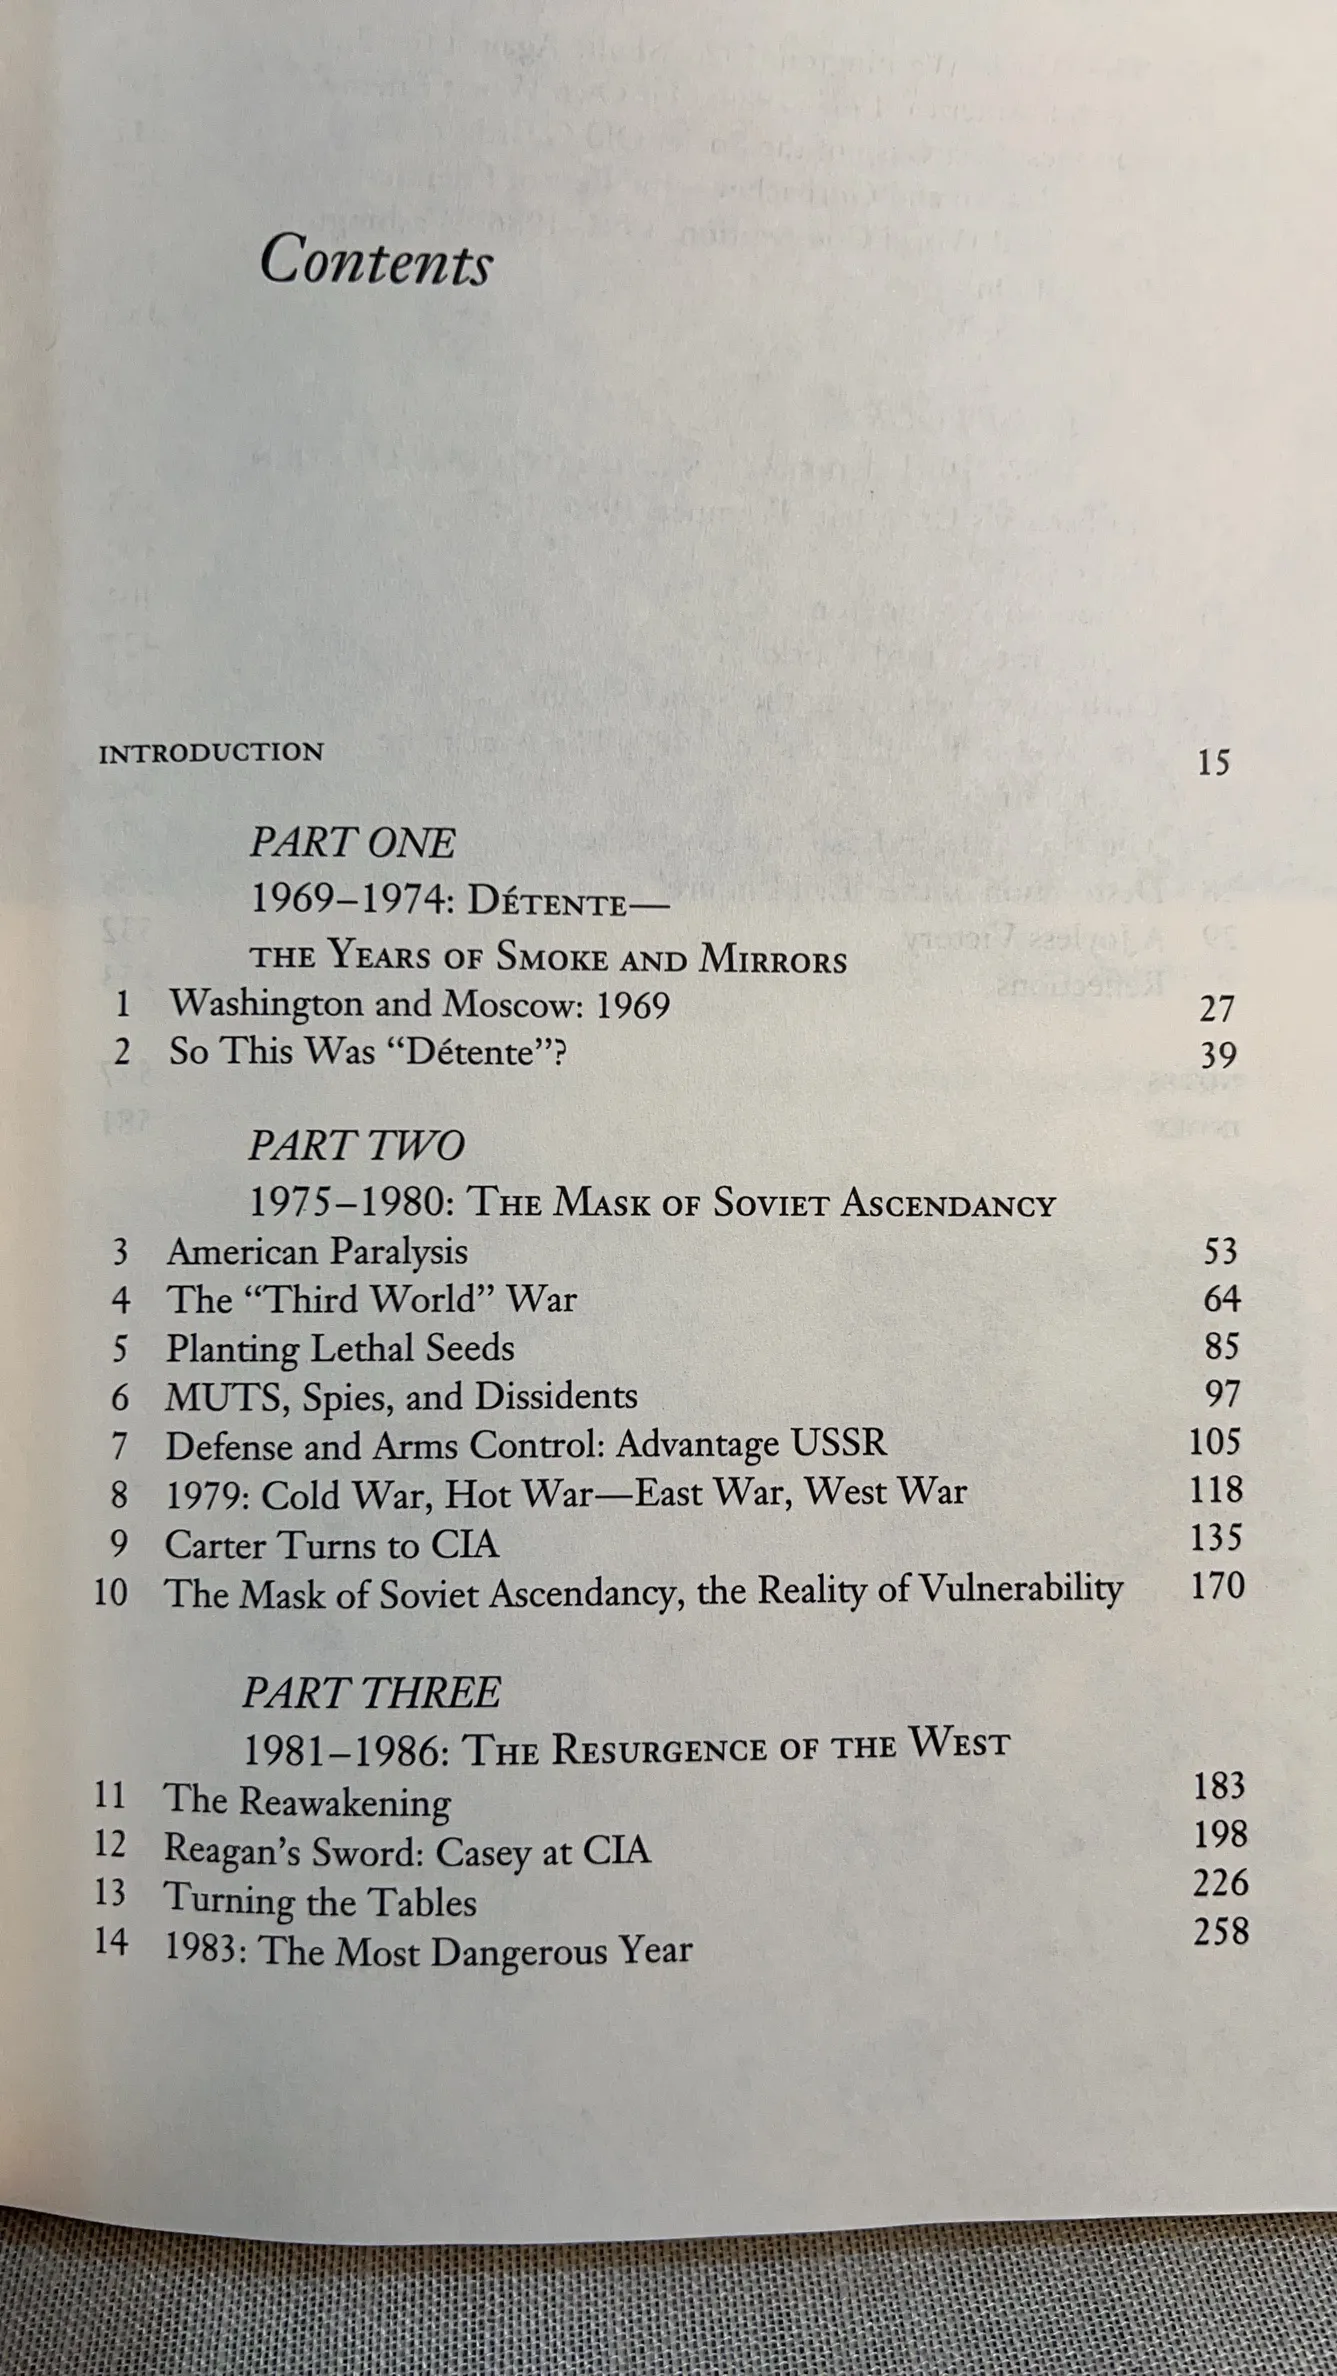 Contents
INTRODUCTION 15
PART ONE
1969–1974: DÉTENTE—
THE YEARS OF SMOKE AND MIRRORS
1 Washington and Moscow: 1969 27
2 So This Was “Détente”? 39
PART TWO
1975–1980: THE MASK OF SOVIET ASCENDANCY
3 American Paralysis 53
4 The “Third World” War 64
5 Planting Lethal Seeds 85
6 MUTS, Spies, and Dissidents 97
7 Defense and Arms Control: Advantage USSR 105
8 1979: Cold War, Hot War—East War, West War 118
9 Carter Turns to CIA 135
10 The Mask of Soviet Ascendancy, the Reality of Vulnerability 170
PART THREE
1981–1986: THE RESURGENCE OF THE WEST
11 The Reawakening 183
12 Reagan’s Sword: Casey at CIA 198
13 Turning the Tables 226
14 1983: The Most Dangerous Year 258